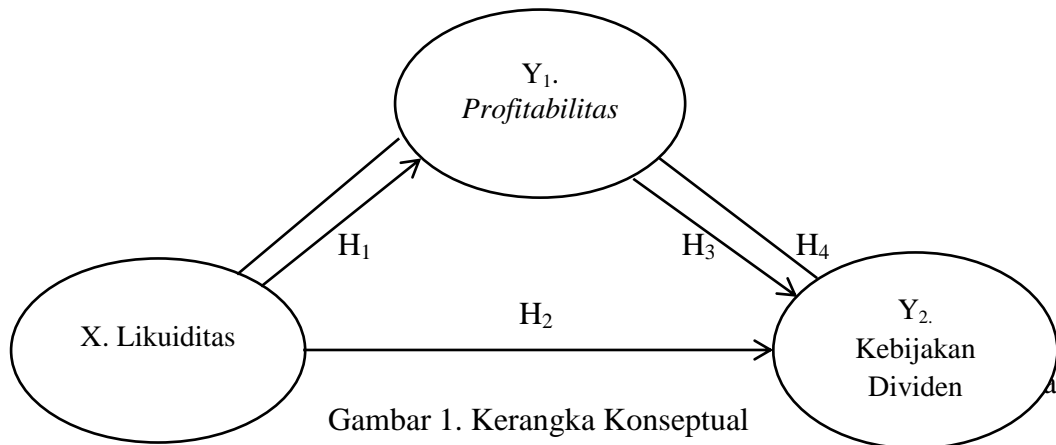 Y₁.
Profitabilitas
H₁
H₃
H₄
X. Likuiditas
H₂
Y₂.
Kebijakan
Dividen
a
Gambar 1. Kerangka Konseptual